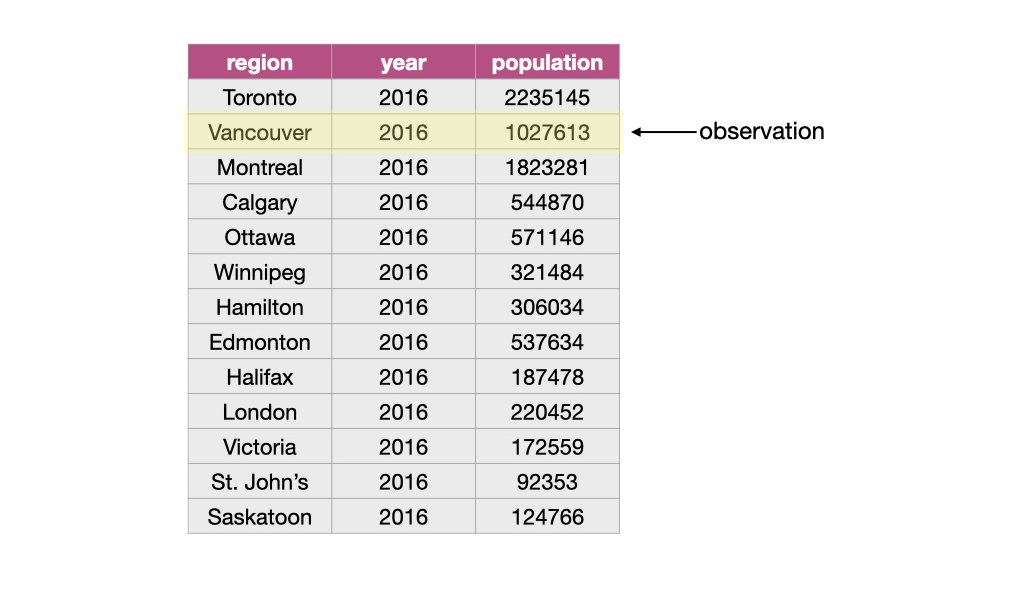 region year population
Toronto 2016 2235145
Vancouver 2016 1027613 observation
Montreal 2016 1823281
Calgary 2016 544870
Ottawa 2016 571146
Winnipeg 2016 321484
Hamilton 2016 306034
Edmonton 2016 537634
Halifax 2016 187478
London 2016 220452
Victoria 2016 172559
St. John’s 2016 92353
Saskatoon 2016 124766